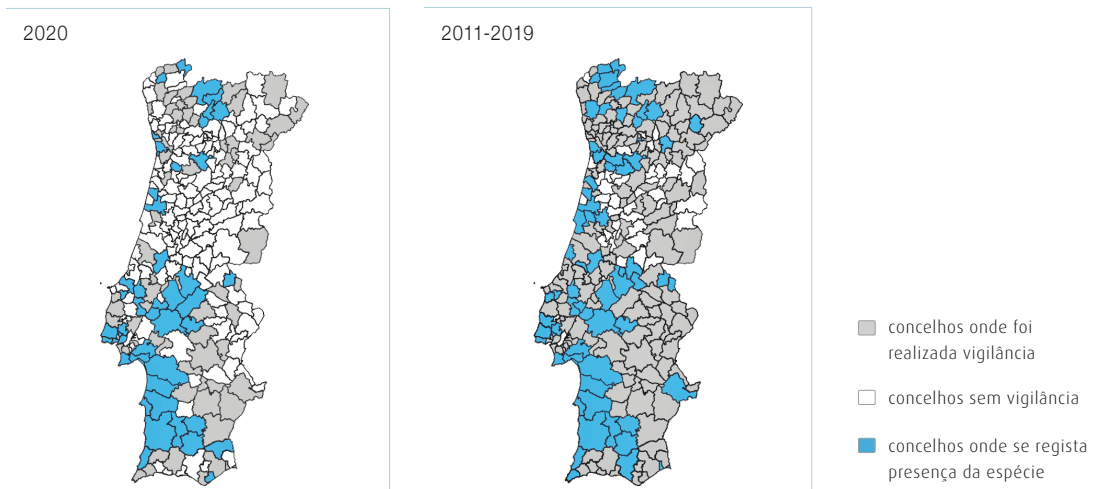 2020
2011-2019
concelhos onde foi
realizada vigilância
concelhos sem vigilância
concelhos onde se regista
presença da espécie